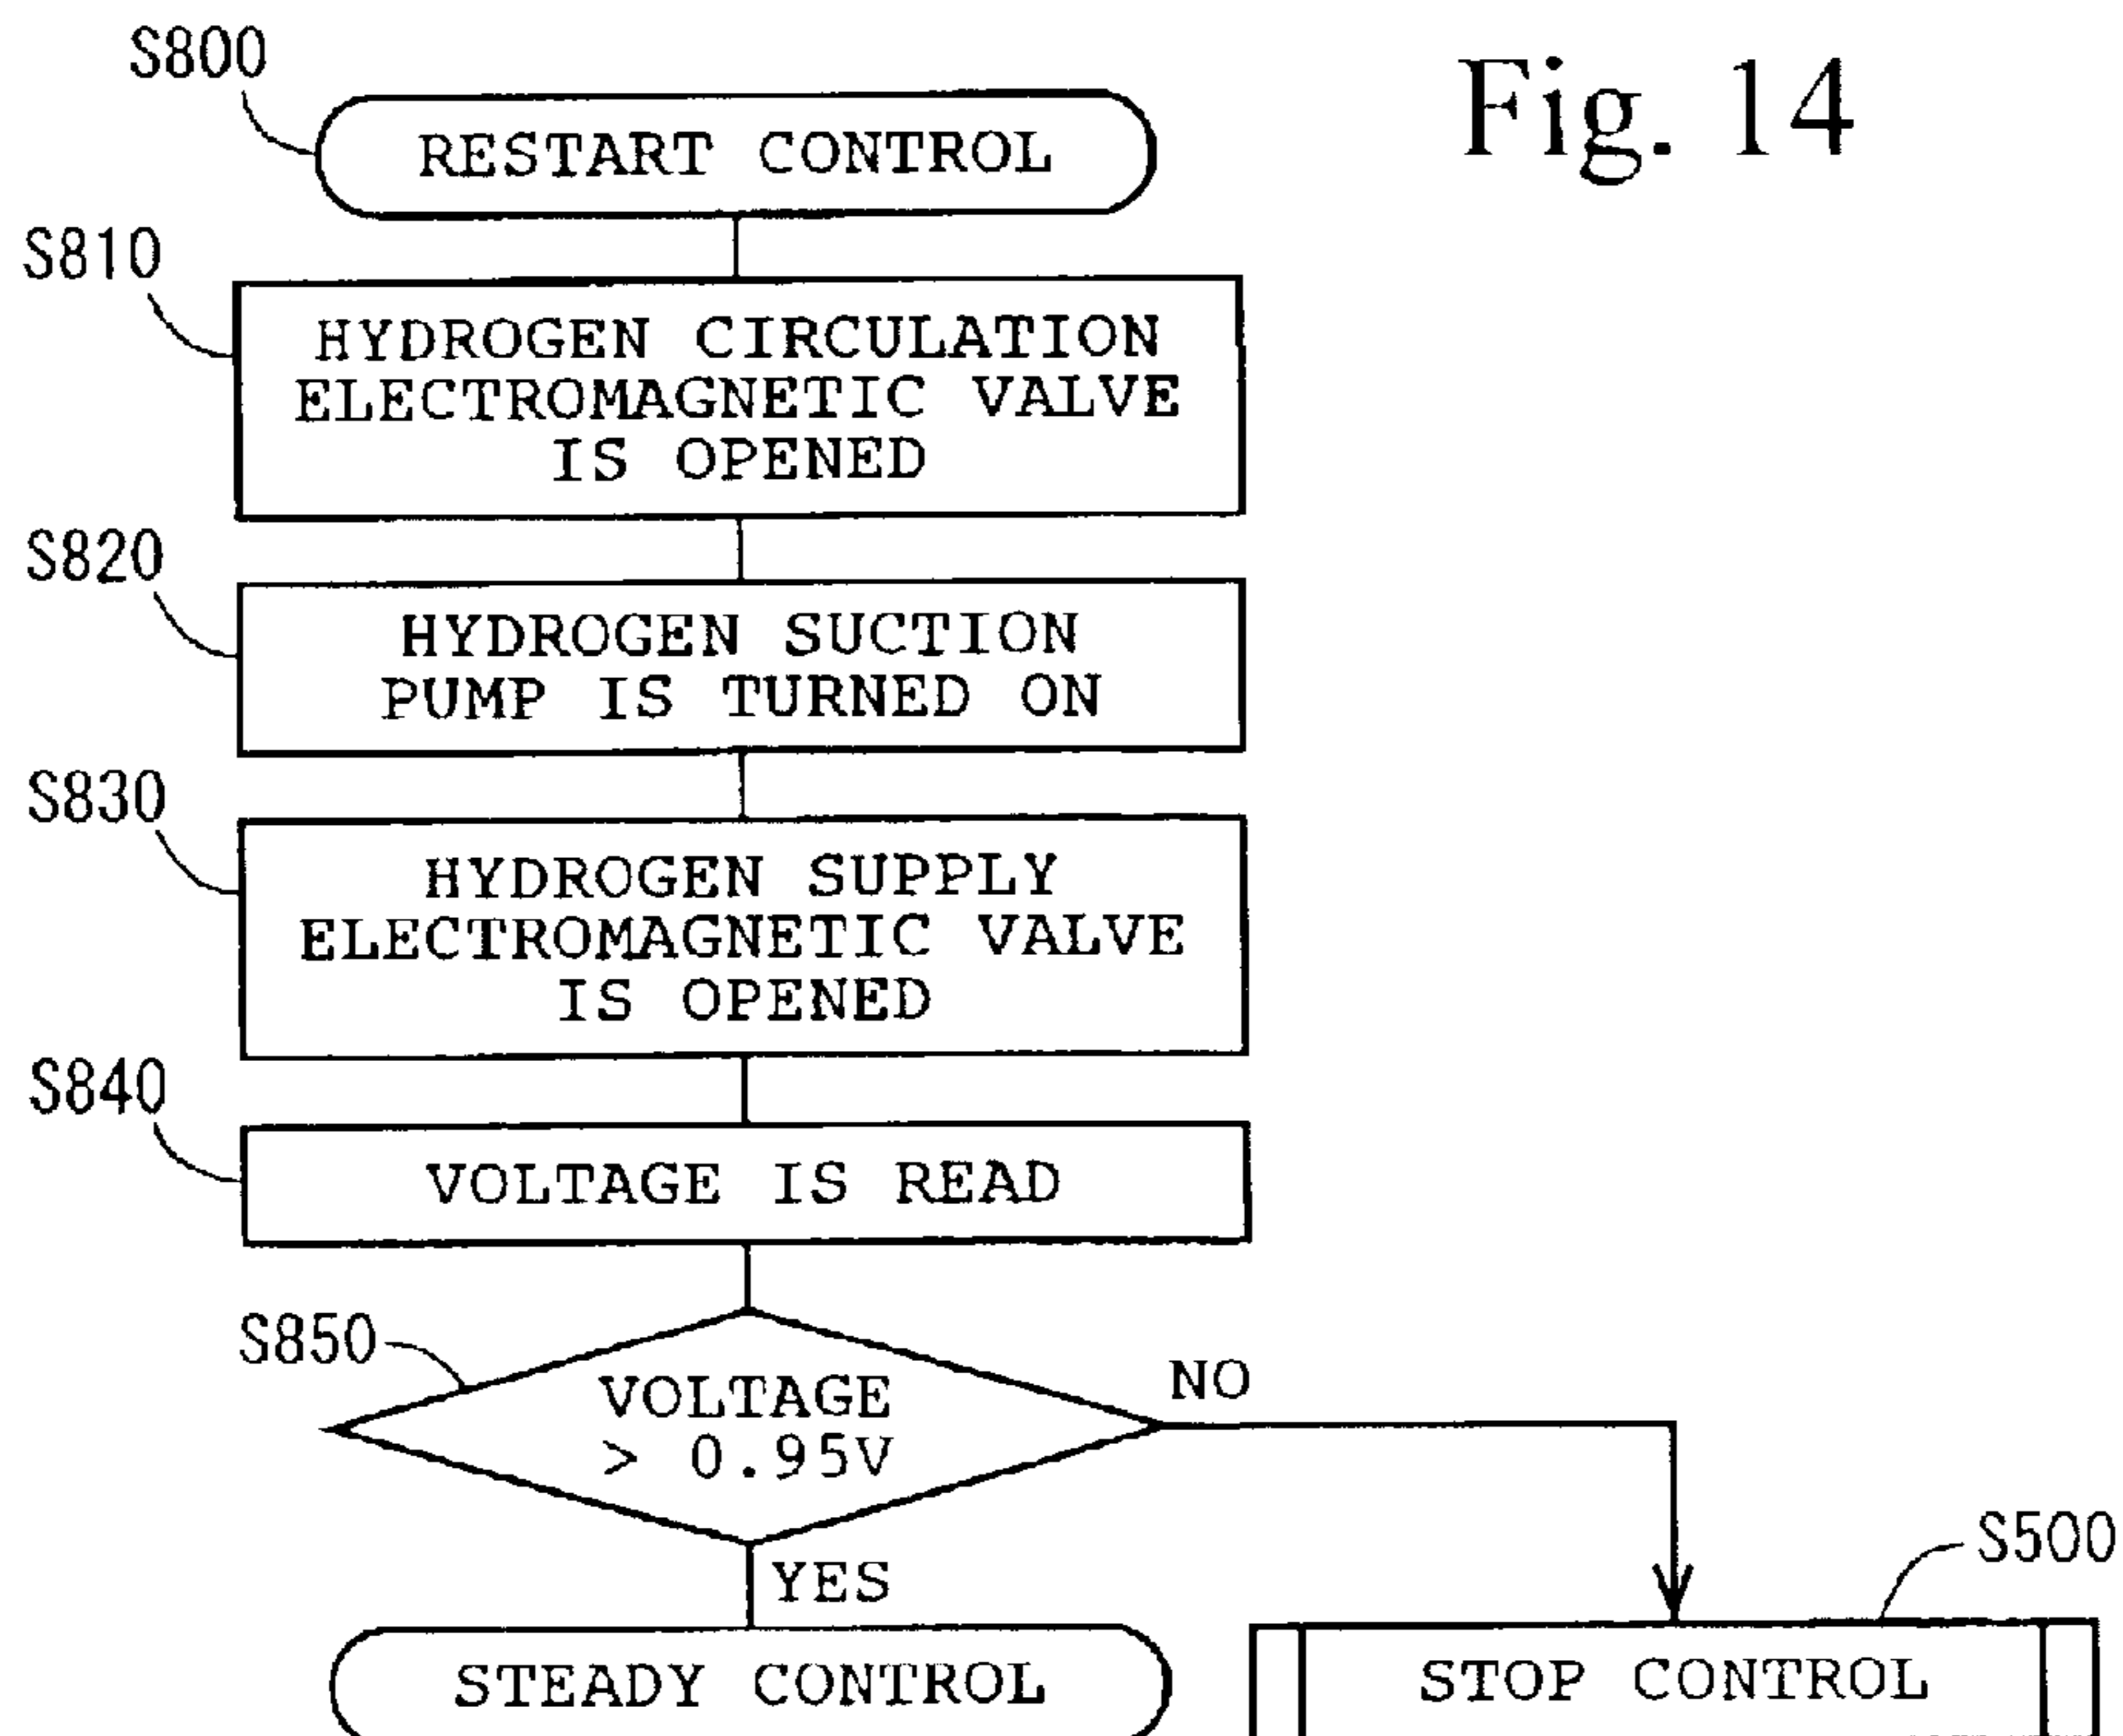 Fig. 14
S800
RESTART CONTROL
S810
HYDROGEN CIRCULATION
ELECTROMAGNETIC VALVE
IS OPENED
S820
HYDROGEN SUCTION
PUMP IS TURNED ON
S830
HYDROGEN SUPPLY
ELECTROMAGNETIC VALVE
IS OPENED
S840
VOLTAGE IS READ
S850
VOLTAGE
> 0.95V
NO
YES
S500
STEADY CONTROL
STOP CONTROL